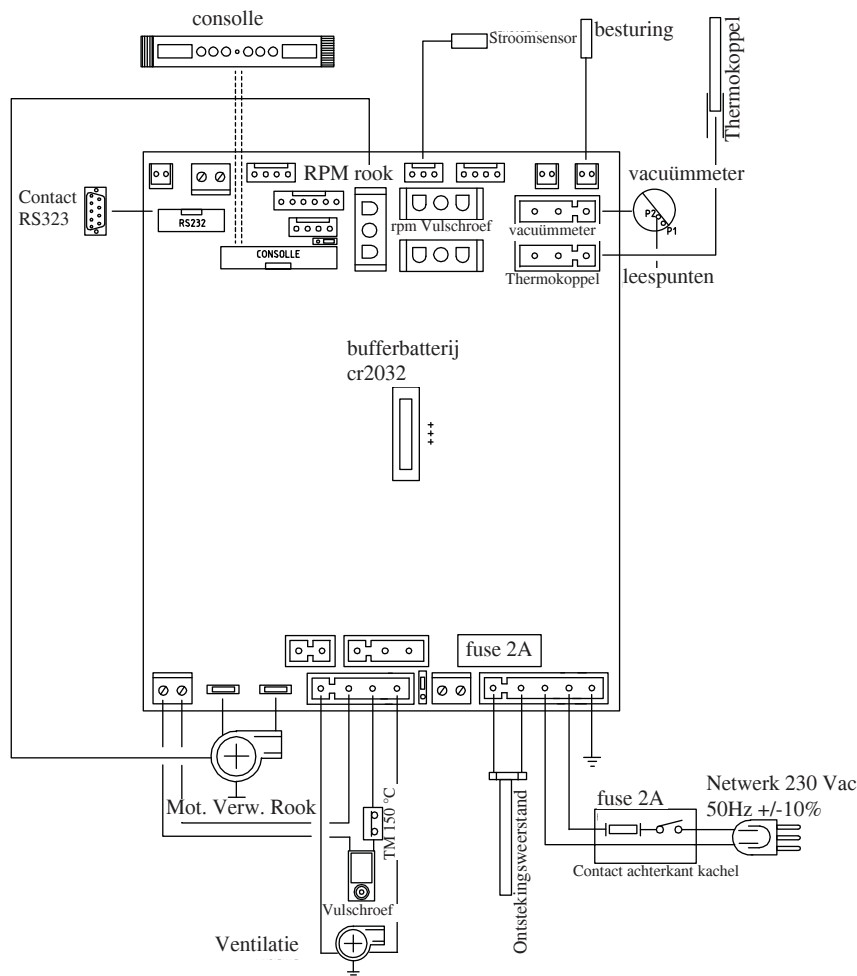 consolle
Stroomsensor
besturing
Thermokoppel
RPM rook
vacuümmeter
Contact
RS323
RS232
rpm Vulschroef
vacuümmeter
P2
P1
CONSOLLE
Thermokoppel
leespunten
bufferbatterij
cr2032
+++
fuse 2A
Mot. Verw. Rook
TM 150 °C
Vulschroef
Ventilatie
Ontstekingsweerstand
fuse 2A
Contact achterkant kachel
Netwerk 230 Vac
50Hz +/-10%